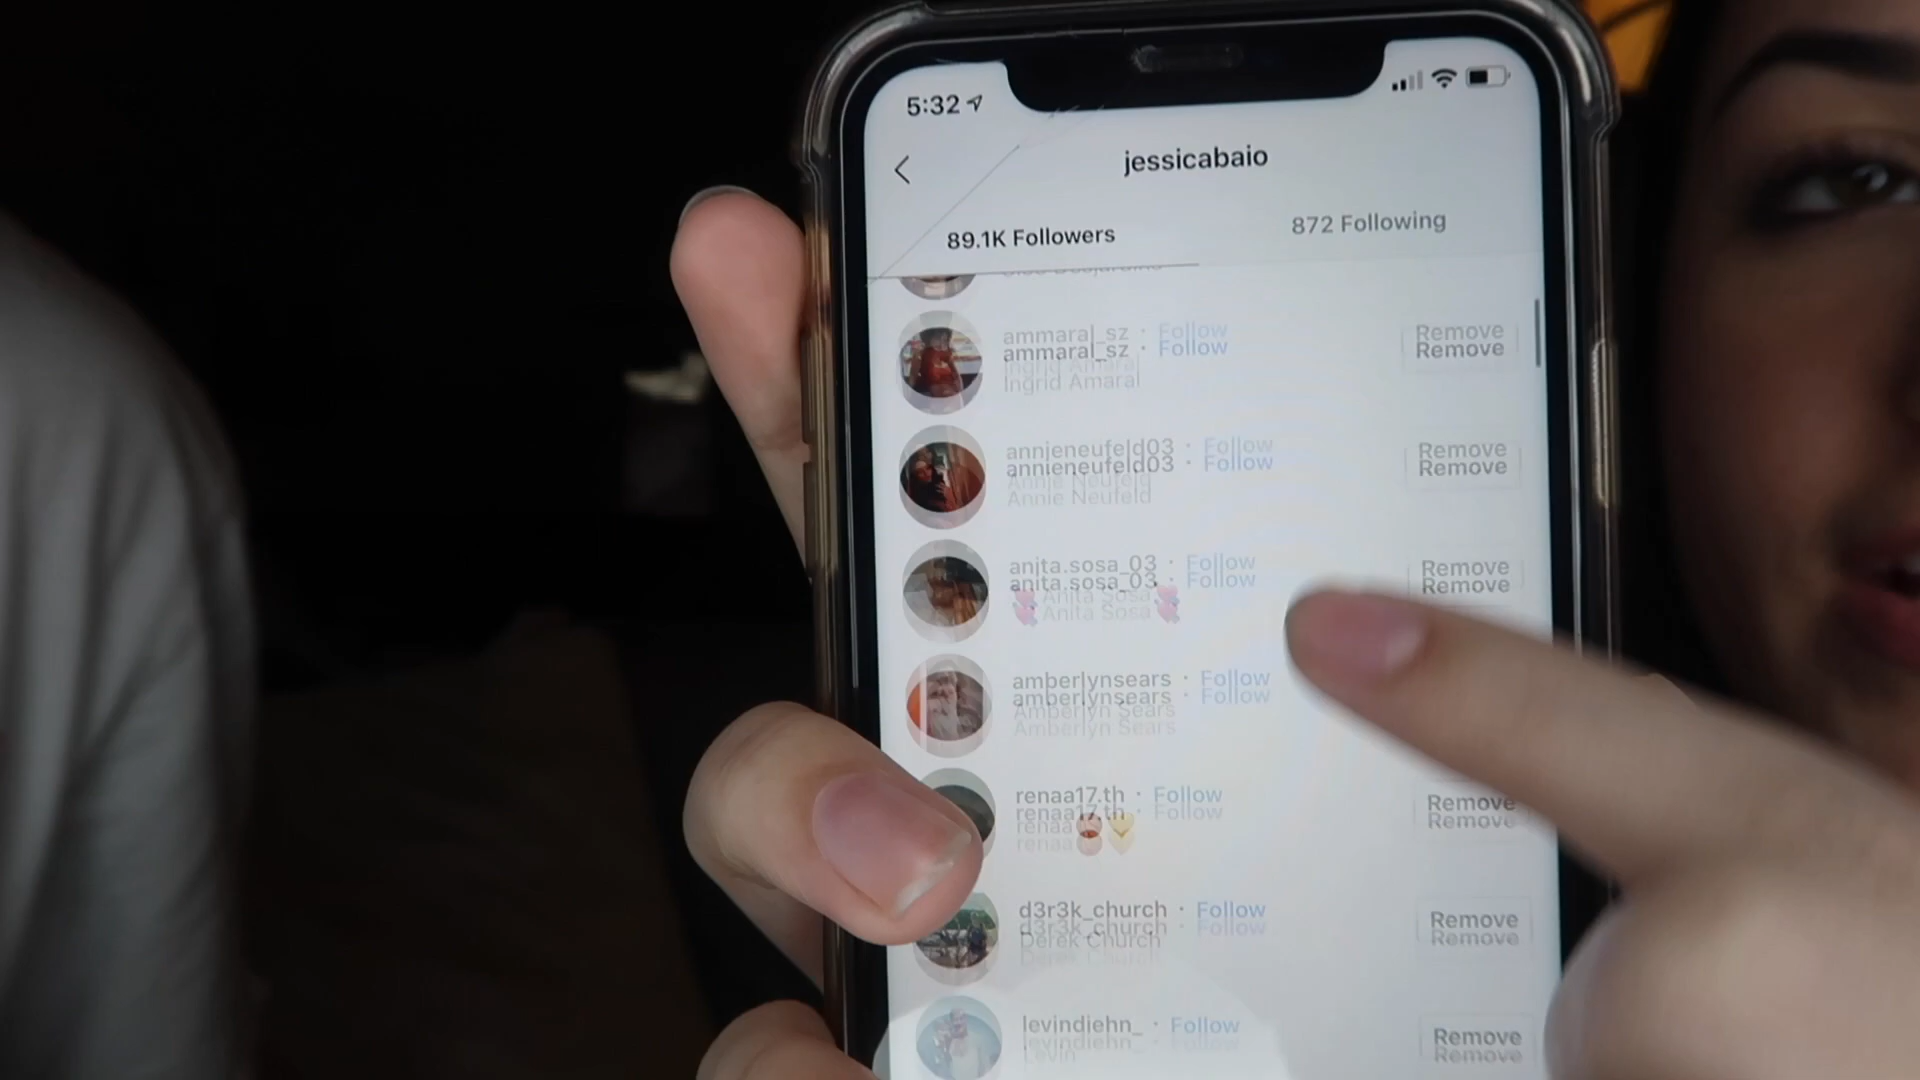 5:32
jessicabaio
89.1K Followers
872 Following
ammaral_sz · Follow
Remove
Ingrid Amaral
annieneufeld03 · Follow
Remove
Annie Neufeld
anita.sosa_03 · Follow
Remove
💘 Anita Sosa 💘
amberlynsears · Follow
Amberlyn Sears
renaa17.th · Follow
Remove
renaa
d3r3k_church · Follow
Remove
Derek Church
levindiehn_ · Follow
Remove
Levin